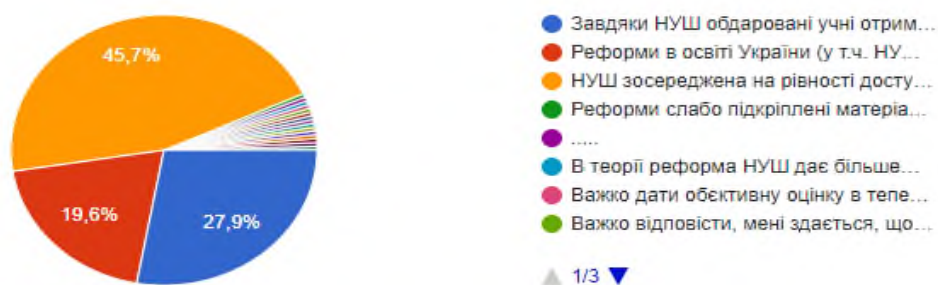 45,7%
19,6%
27,9%
Завдяки НУШ обдаровані учні отрим...
Реформи в освіті України (у т.ч. НУ...
НУШ зосереджена на рівності досту...
Реформи слабо підкріплені матеріа...
.....
В теорії реформа НУШ дає більше...
Важко дати обєктивну оцінку в тепе...
Важко відповісти, мені здається, що...
1/3